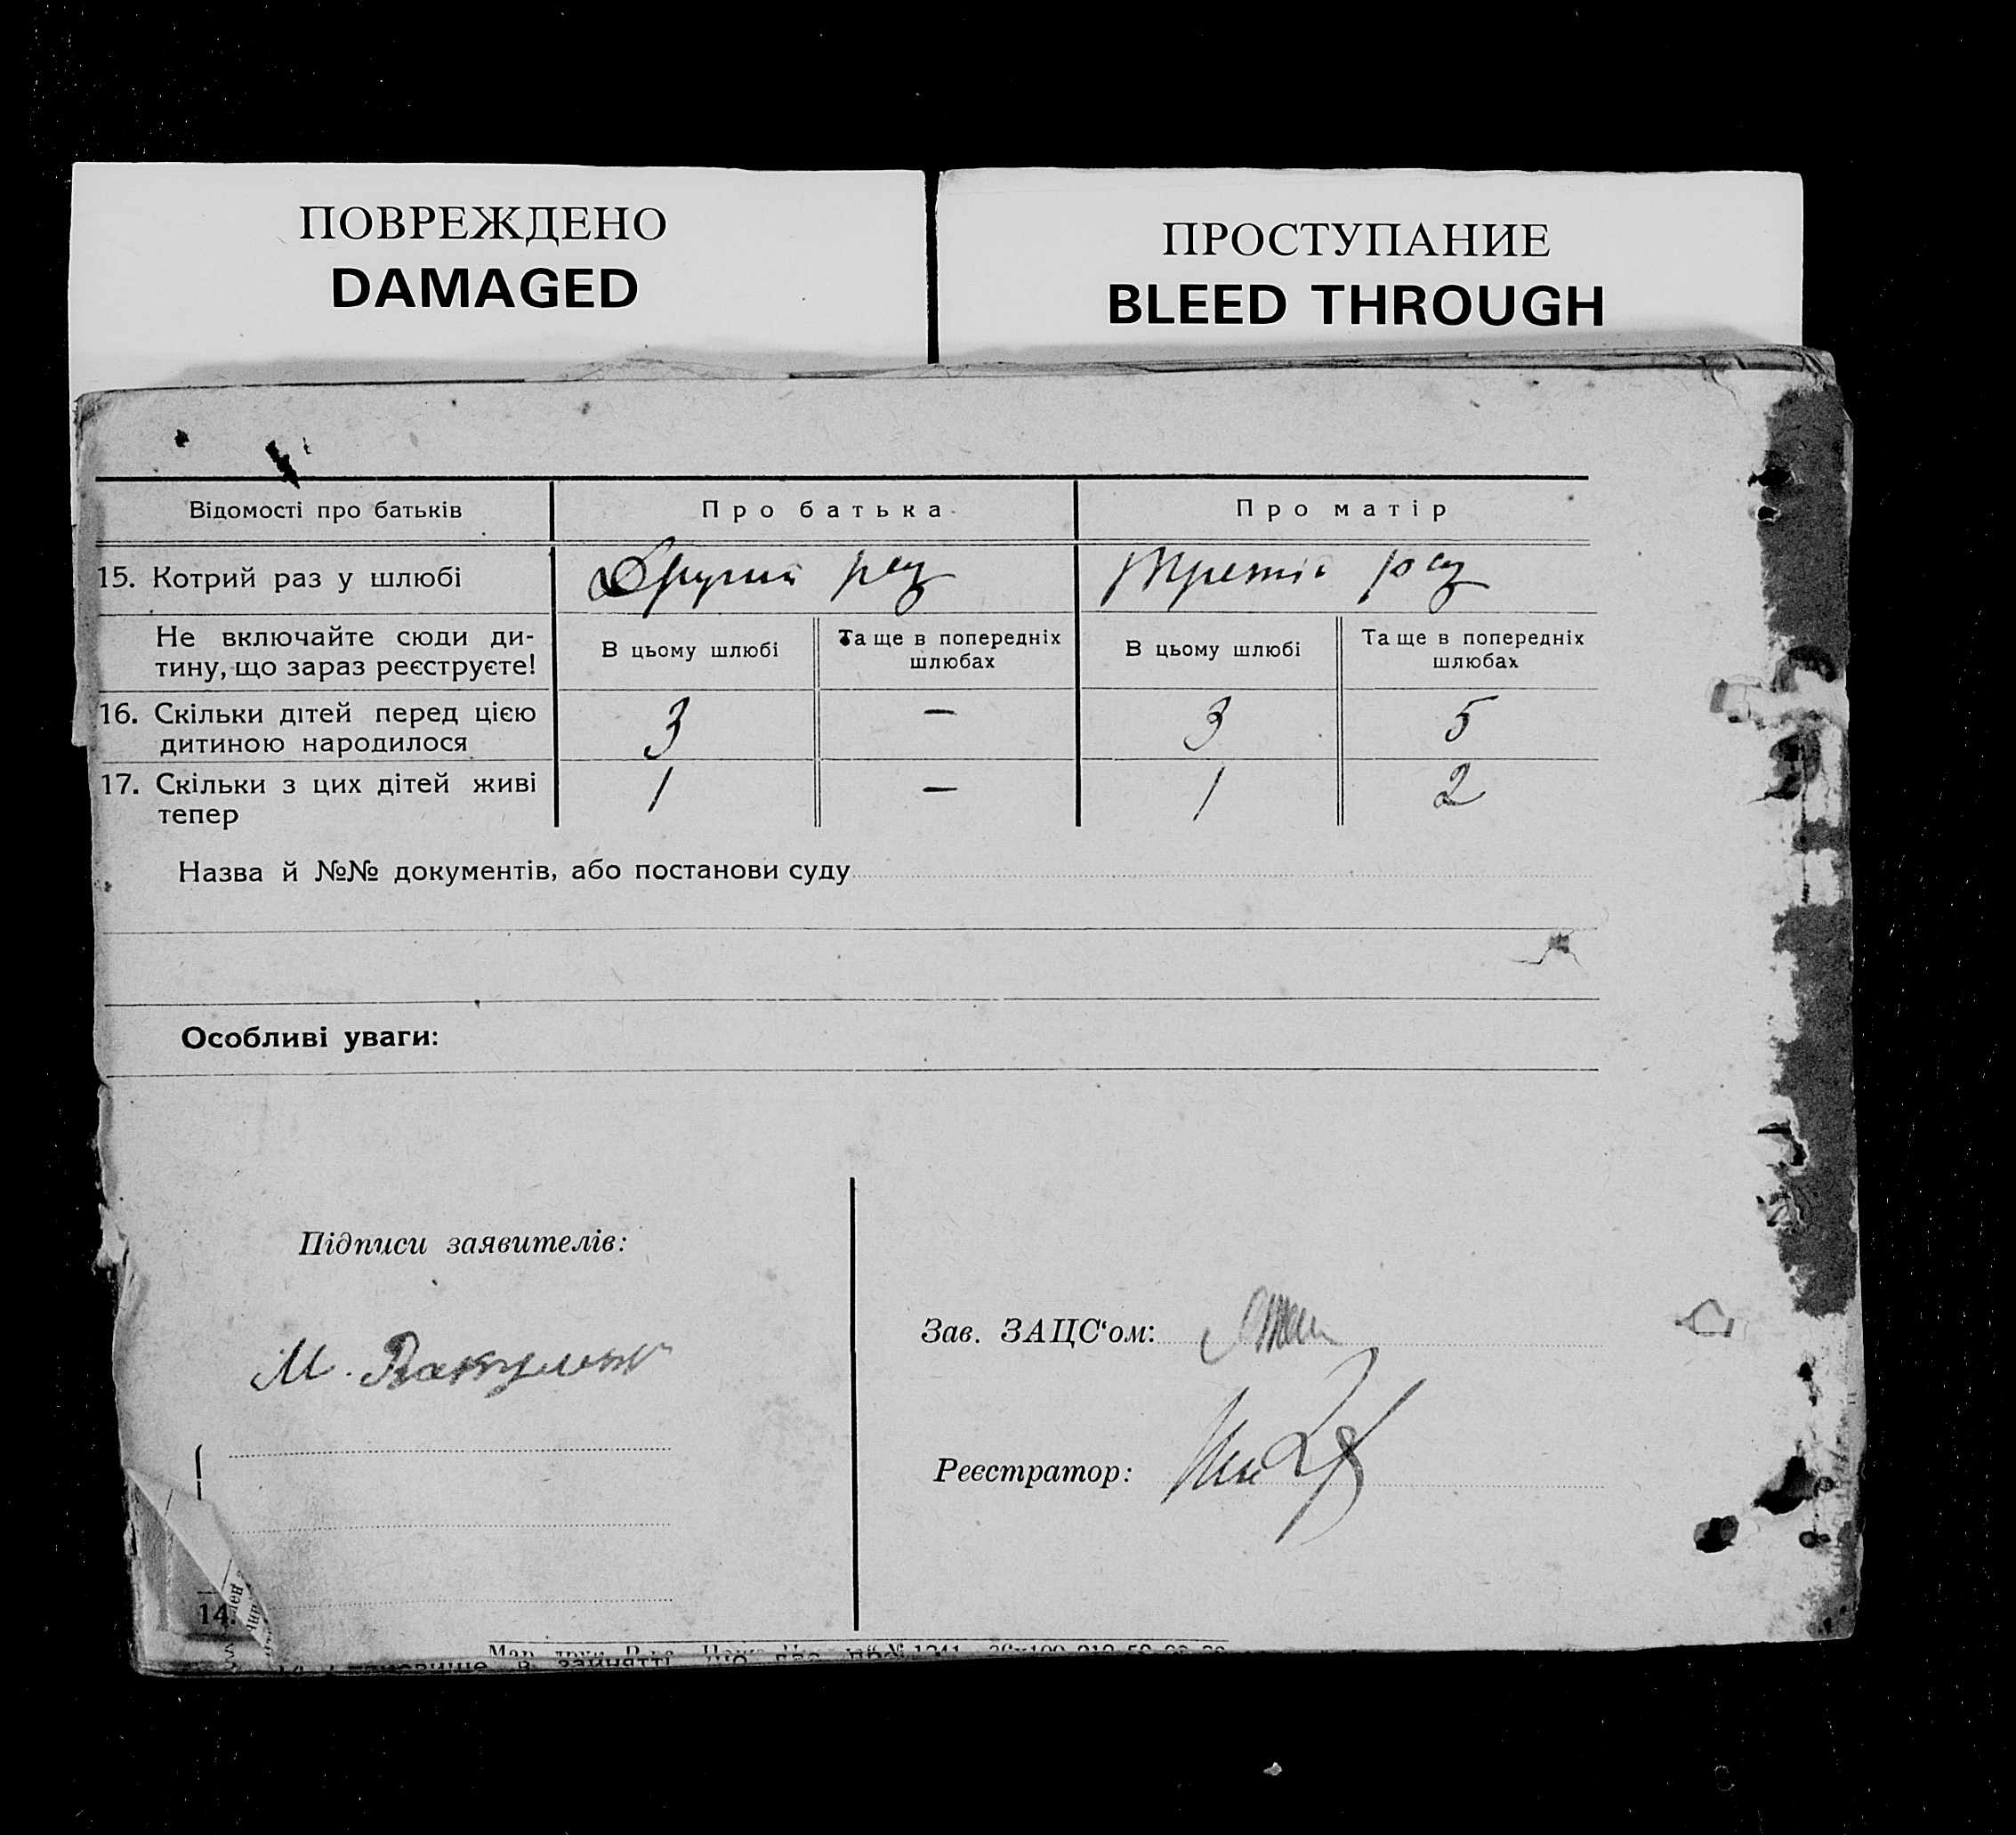 ПОВРЕЖДЕНО
DAMAGED
ПРОСТУПАНИЕ
BLEED THROUGH
Відомості про батьків
Про батька
Про матір
15. Котрий раз у шлюбі
Другий раз
Третій раз
Не включайте сюди ди-
тину, що зараз реєструєте!
В цьому шлюбі
Та ще в попередніх
шлюбах
В цьому шлюбі
Та ще в попередніх
шлюбах
16. Скільки дітей перед цією
дитиною народилося
3
—
3
5
17. Скільки з цих дітей живі
тепер
1
—
1
2
Назва й №№ документів, або постанови суду
Особливі уваги:
Підписи заявителів:
М. Вакуленко
Зав. ЗАЦС‘ом:
Реєстратор:
14.